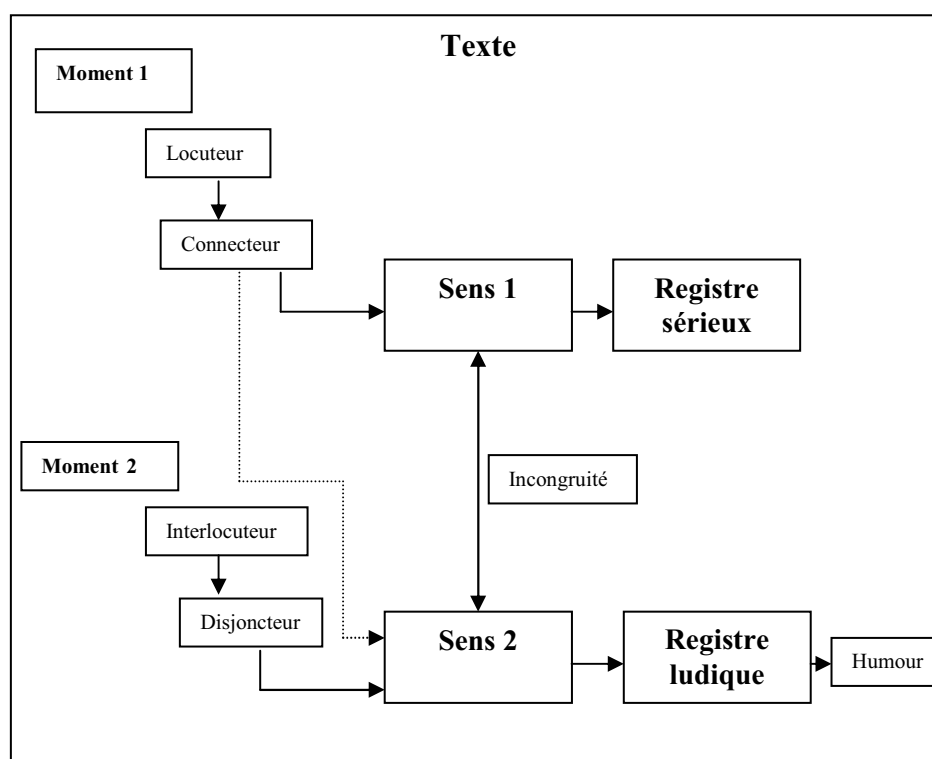 Texte
Moment 1
Locuteur
Connecteur
Sens 1
Registre
sérieux
Moment 2
Incongruité
Interlocuteur
Disjoncteur
Sens 2
Registre
ludique
Humour